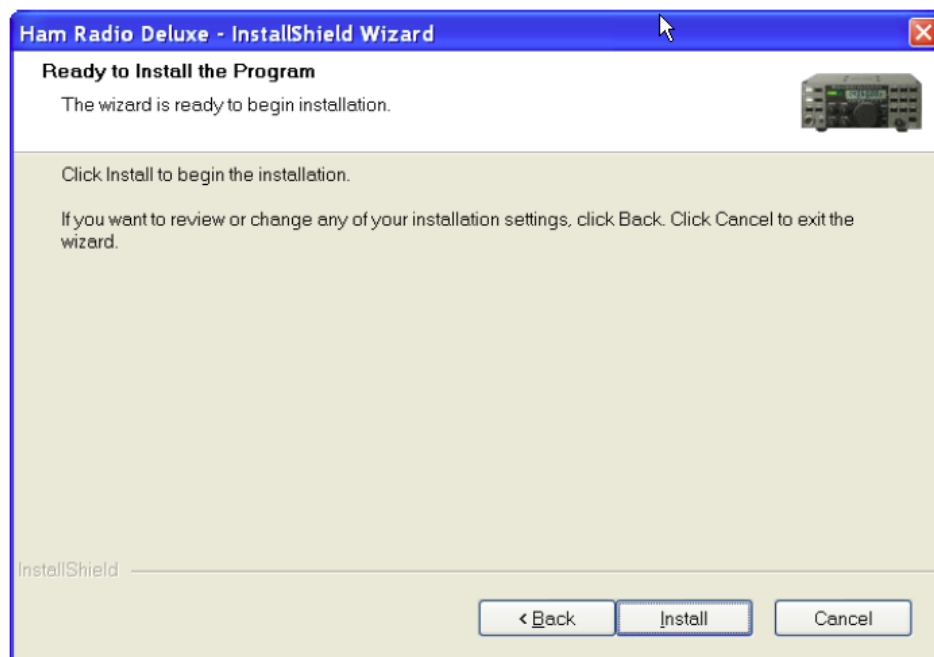 Ham Radio Deluxe - InstallShield Wizard
Ready to Install the Program
The wizard is ready to begin installation.
Click Install to begin the installation.
If you want to review or change any of your installation settings, click Back. Click Cancel to exit the
wizard.
InstallShield
< Back
Install
Cancel